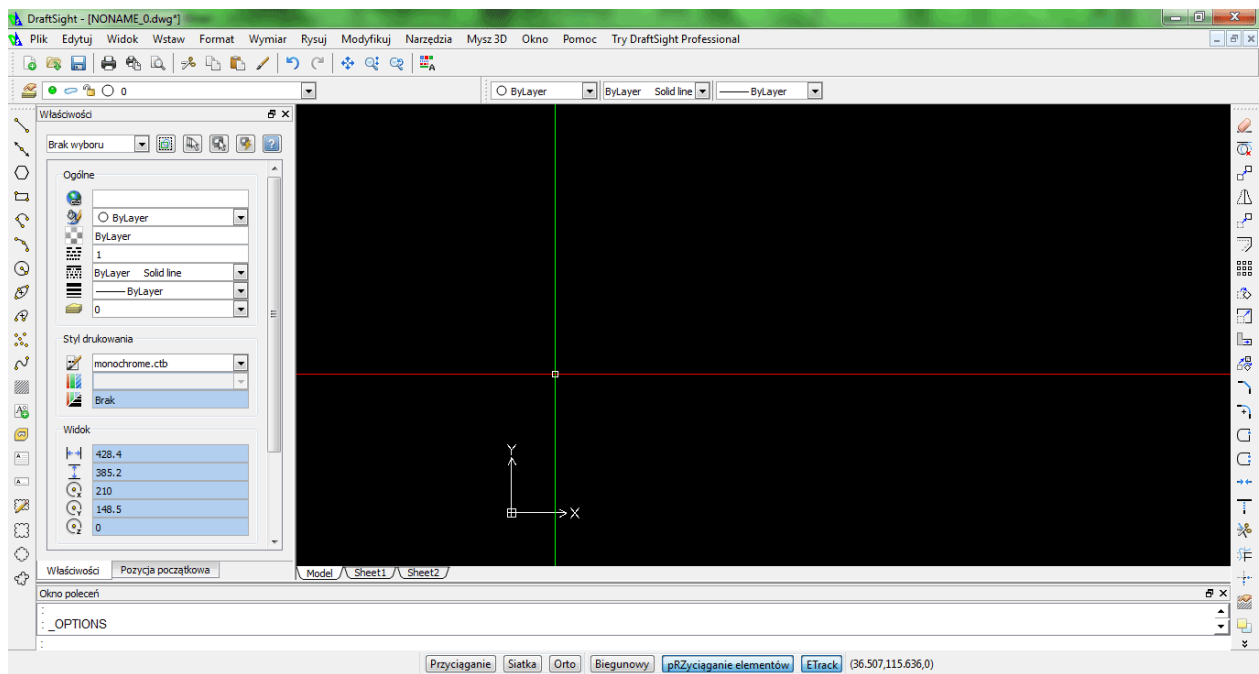 DraftSight - [NONAME_0.dwg*]
Plik Edytuj Widok Wstaw Format Wymiar Rysuj Modyfikuj Narzędzia Mysz 3D Okno Pomoc Try DraftSight Professional
0 ByLayer ByLayer Solid line ByLayer
Właściwości
Brak wyboru
Ogólne
ByLayer
ByLayer
1
ByLayer Solid line
ByLayer
0
Styl drukowania
monochrome.ctb
Brak
Widok
428.4
385.2
210
148.5
0
Y
X
Właściwości Pozycja początkowa
Model Sheet1 Sheet2
Okno poleceń
:
: _OPTIONS
:
Przyciąganie Siatka Orto Biegunowy pRZyciąganie elementów ETrack (36.507,115.636,0)